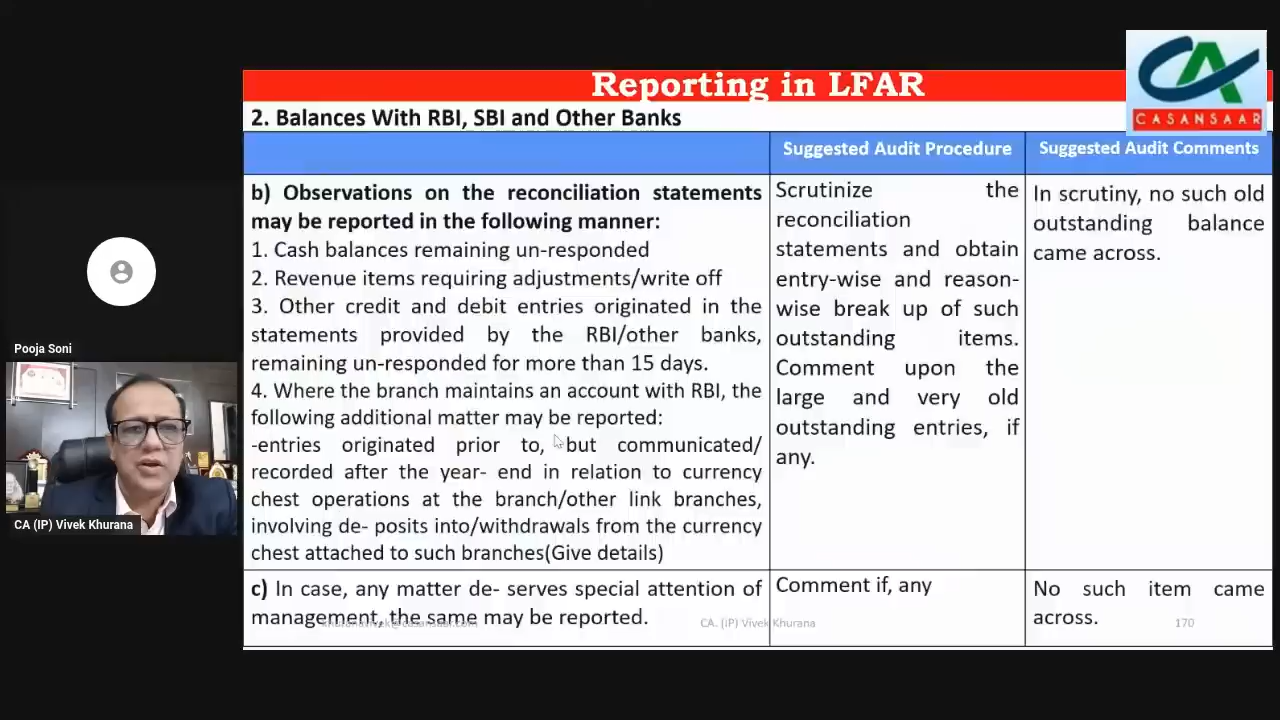 Reporting in LFAR
CASANSAAR
2. Balances With RBI, SBI and Other Banks
Suggested Audit Procedure
Suggested Audit Comments
b) Observations on the reconciliation statements
may be reported in the following manner:
1. Cash balances remaining un-responded
2. Revenue items requiring adjustments/write off
3. Other credit and debit entries originated in the
statements provided by the RBI/other banks,
remaining un-responded for more than 15 days.
4. Where the branch maintains an account with RBI, the
following additional matter may be reported:
-entries originated prior to, but communicated/
recorded after the year- end in relation to currency
chest operations at the branch/other link branches,
involving de- posits into/withdrawals from the currency
chest attached to such branches(Give details)
Scrutinize the
reconciliation
statements and obtain
entry-wise and reason-
wise break up of such
outstanding items.
Comment upon the
large and very old
outstanding entries, if
any.
In scrutiny, no such old
outstanding balance
came across.
c) In case, any matter de- serves special attention of
management, the same may be reported.
Comment if, any
No such item came
across.
CA. (IP) Vivek Khurana
170
Pooja Soni
CA (IP) Vivek Khurana